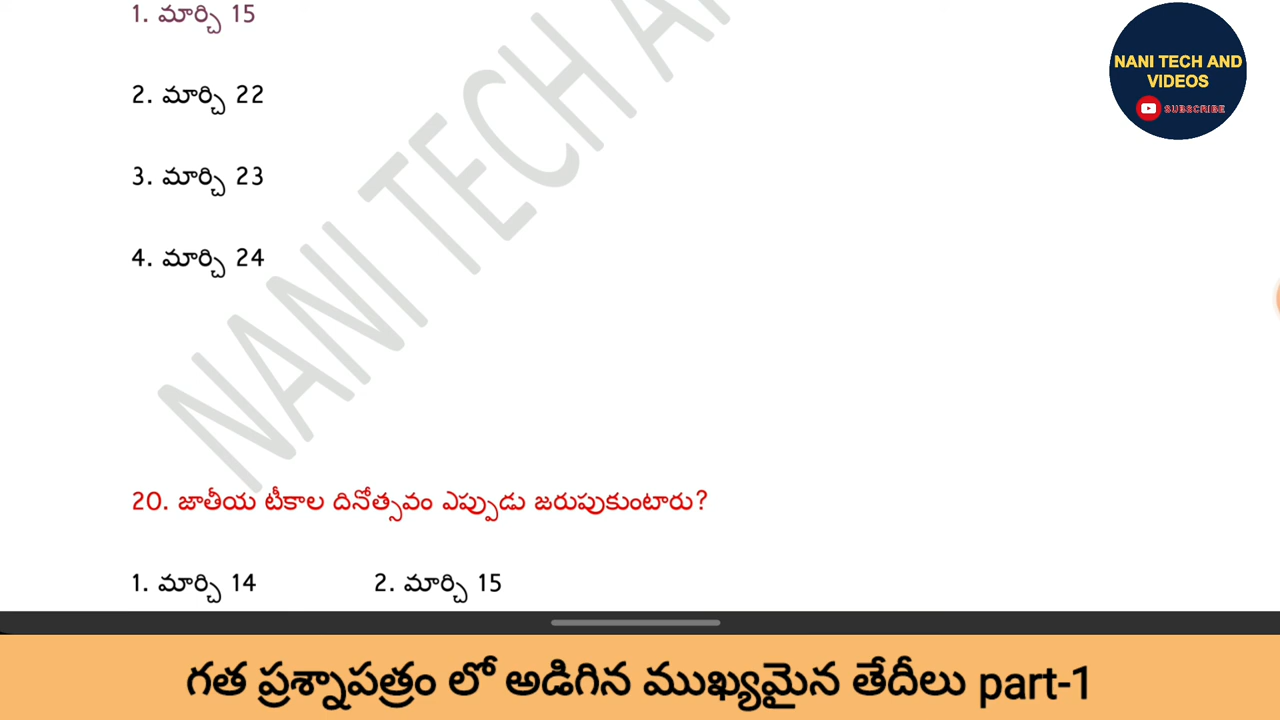 1. మార్చి 15
NANI TECH AND
VIDEOS
SUBSCRIBE
2. మార్చి 22
3. మార్చి 23
4. మార్చి 24
NANI TECH
20. జాతీయ టీకాల దినోత్సవం ఎప్పుడు జరుపుకుంటారు?
1. మార్చి 14 2. మార్చి 15
గత ప్రశ్నాపత్రం లో అడిగిన ముఖ్యమైన తేదీలు part-1